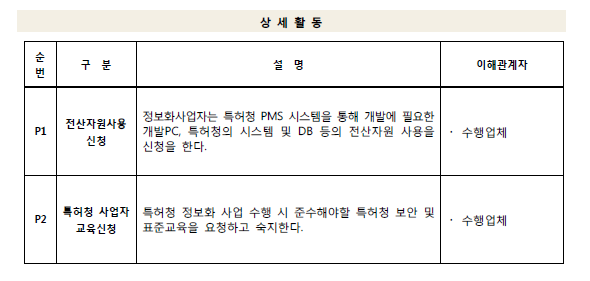 상 세 활 동
순
번
구 분
설 명
이해관계자
P1
전산자원사용
신청
정보화사업자는 특허청 PMS 시스템을 통해 개발에 필요한
개발PC, 특허청의 시스템 및 DB 등의 전산자원 사용을
신청을 한다.
· 수행업체
P2
특허청 사업자
교육신청
특허청 정보화 사업 수행 시 준수해야할 특허청 보안 및
표준교육을 요청하고 숙지한다.
· 수행업체